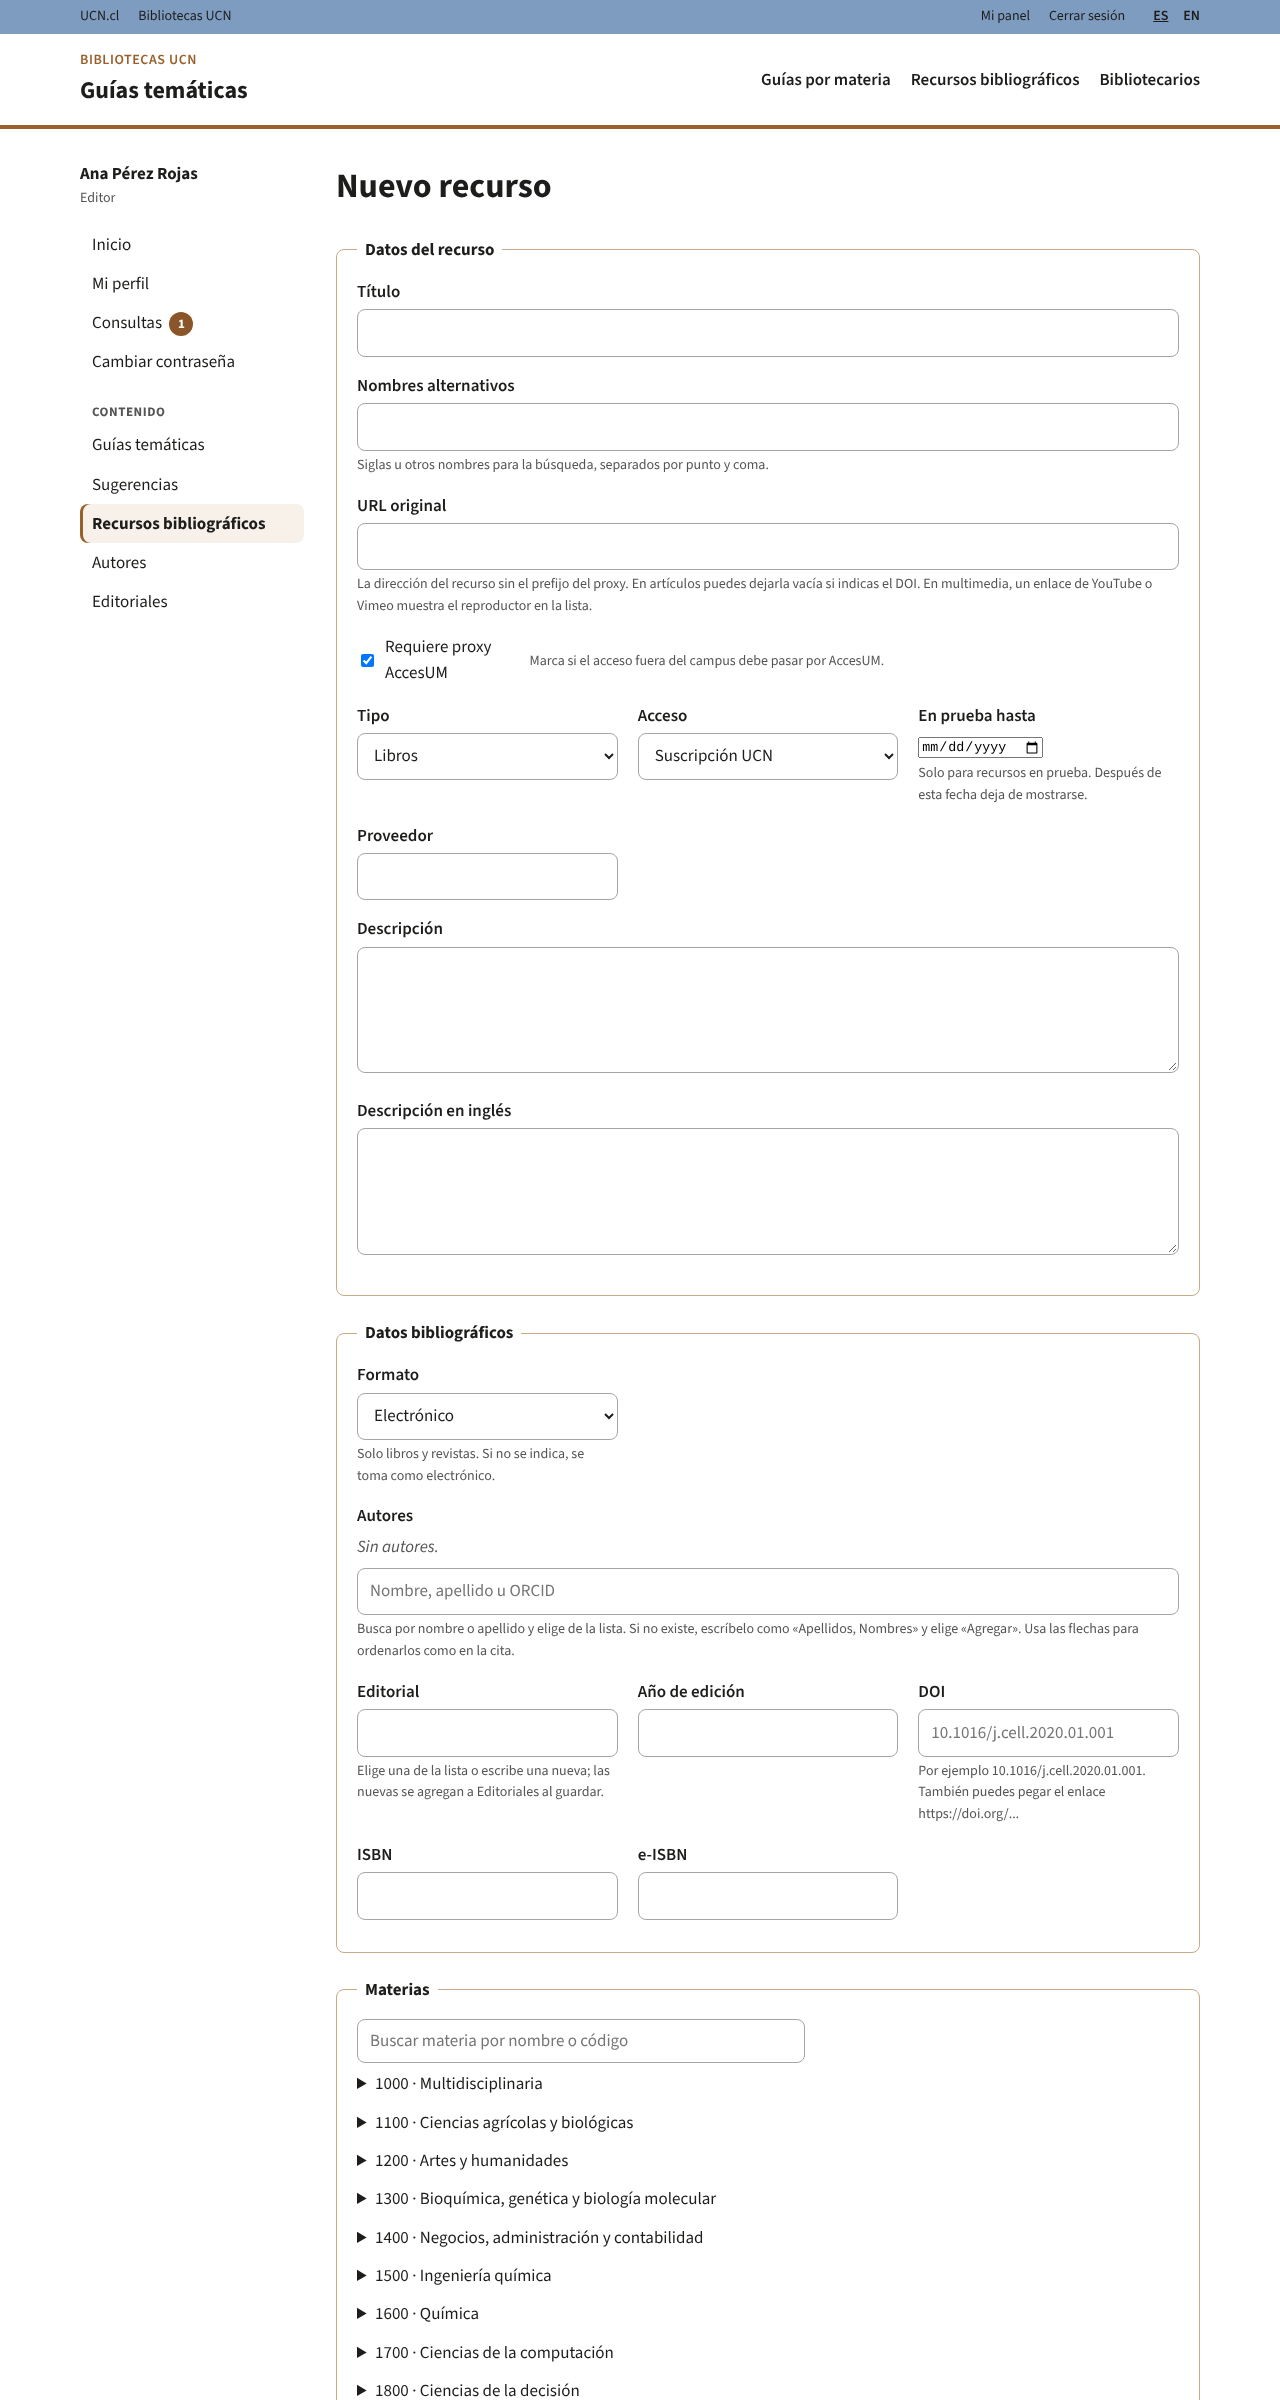 UCN.cl Bibliotecas UCN Mi panel Cerrar sesión ES EN
BIBLIOTECAS UCN
Guías temáticas
Guías por materia Recursos bibliográficos Bibliotecarios
Ana Pérez Rojas
Editor
Inicio
Mi perfil
Consultas 1
Cambiar contraseña
CONTENIDO
Guías temáticas
Sugerencias
Recursos bibliográficos
Autores
Editoriales
Nuevo recurso
Datos del recurso
Título
Nombres alternativos
Siglas u otros nombres para la búsqueda, separados por punto y coma.
URL original
La dirección del recurso sin el prefijo del proxy. En artículos puedes dejarla vacía si indicas el DOI. En multimedia, un enlace de YouTube o
Vimeo muestra el reproductor en la lista.
Requiere proxy
AccesUM
Marca si el acceso fuera del campus debe pasar por AccesUM.
Tipo Acceso En prueba hasta
Libros Suscripción UCN mm/dd/yyyy
Solo para recursos en prueba. Después de
esta fecha deja de mostrarse.
Proveedor
Descripción
Descripción en inglés
Datos bibliográficos
Formato
Electrónico
Solo libros y revistas. Si no se indica, se
toma como electrónico.
Autores
Sin autores.
Nombre, apellido u ORCID
Busca por nombre o apellido y elige de la lista. Si no existe, escríbelo como «Apellidos, Nombres» y elige «Agregar». Usa las flechas para
ordenarlos como en la cita.
Editorial Año de edición DOI
10.1016/j.cell.2020.01.001
Elige una de la lista o escribe una nueva; las
nuevas se agregan a Editoriales al guardar.
Por ejemplo 10.1016/j.cell.2020.01.001.
También puedes pegar el enlace
https://doi.org/...
ISBN e-ISBN
Materias
Buscar materia por nombre o código
1000 · Multidisciplinaria
1100 · Ciencias agrícolas y biológicas
1200 · Artes y humanidades
1300 · Bioquímica, genética y biología molecular
1400 · Negocios, administración y contabilidad
1500 · Ingeniería química
1600 · Química
1700 · Ciencias de la computación
1800 · Ciencias de la decisión